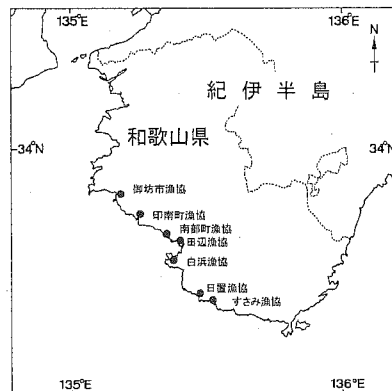 135°E
136°E
N
紀伊半島
和歌山県
34°N
34°N
御坊市漁協
印南町漁協
南部町漁協
田辺漁協
白浜漁協
日置漁協
すさみ漁協
135°E
136°E